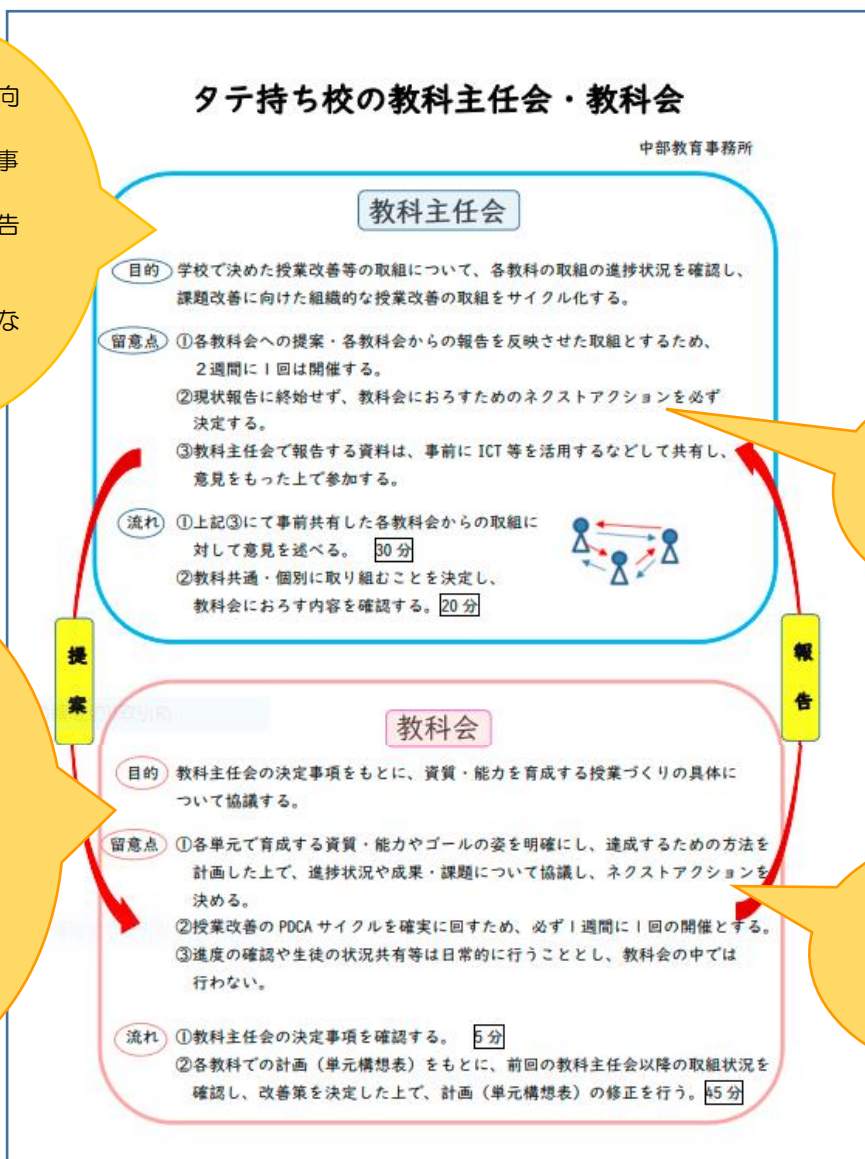 向
事
告
な
タテ持ち校の教科主任会・教科会
中部教育事務所
教科主任会
目的 学校で決めた授業改善等の取組について、各教科の取組の進捗状況を確認し、
課題改善に向けた組織的な授業改善の取組をサイクル化する。
留意点 ①各教科会への提案・各教科会からの報告を反映させた取組とするため、
２週間に１回は開催する。
②現状報告に終始せず、教科会におろすためのネクストアクションを必ず
決定する。
③教科主任会で報告する資料は、事前に ICT 等を活用するなどして共有し、
意見をもった上で参加する。
流れ ①上記③にて事前共有した各教科会からの取組に
対して意見を述べる。 30 分
②教科共通・個別に取り組むことを決定し、
教科会におろす内容を確認する。20 分
提案
報告
教科会
目的 教科主任会の決定事項をもとに、資質・能力を育成する授業づくりの具体に
ついて協議する。
留意点 ①各単元で育成する資質・能力やゴールの姿を明確にし、達成するための方法を
計画した上で、進捗状況や成果・課題について協議し、ネクストアクションを
決める。
②授業改善の PDCA サイクルを確実に回すため、必ず１週間に１回の開催とする。
③進度の確認や生徒の状況共有等は日常的に行うこととし、教科会の中では
行わない。
流れ ①教科主任会の決定事項を確認する。 5 分
②各教科での計画（単元構想表）をもとに、前回の教科主任会以降の取組状況を
確認し、改善策を決定した上で、計画（単元構想表）の修正を行う。45 分